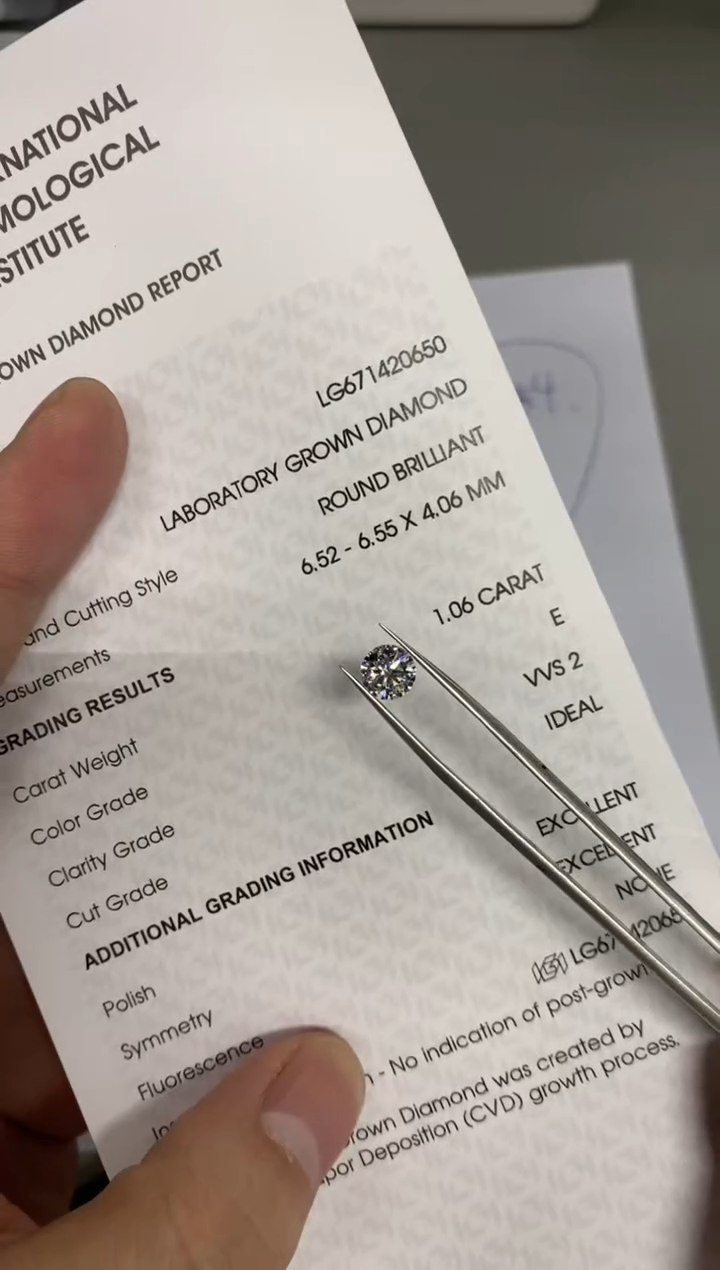 NATIONAL
MOLOGICAL
STITUTE
OWN DIAMOND REPORT
LG671420650
LABORATORY GROWN DIAMOND
and Cutting Style ROUND BRILLIANT
easurements 6.52 - 6.55 X 4.06 MM
GRADING RESULTS
Carat Weight 1.06 CARAT
Color Grade E
Clarity Grade VVS 2
Cut Grade IDEAL
ADDITIONAL GRADING INFORMATION
Polish EXCELLENT
Symmetry EXCELLENT
Fluorescence NONE
IGI LG67142065
- No indication of post-grow
rown Diamond was created by
por Deposition (CVD) growth process.